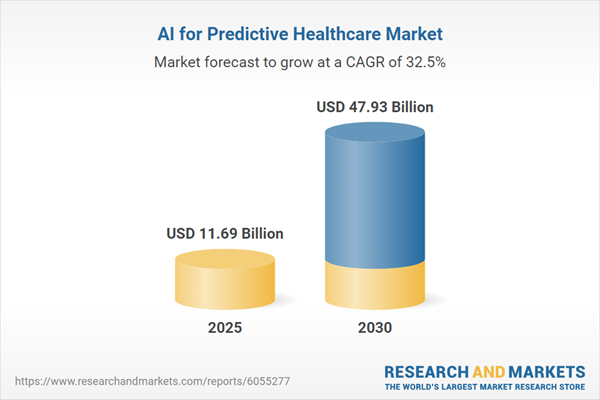 AI for Predictive Healthcare Market
Market forecast to grow at a CAGR of 32.5%
USD 47.93 Billion
USD 11.69 Billion
2025
2030
https://www.researchandmarkets.com/reports/6055277
RESEARCH AND MARKETS
THE WORLD'S LARGEST MARKET RESEARCH STORE